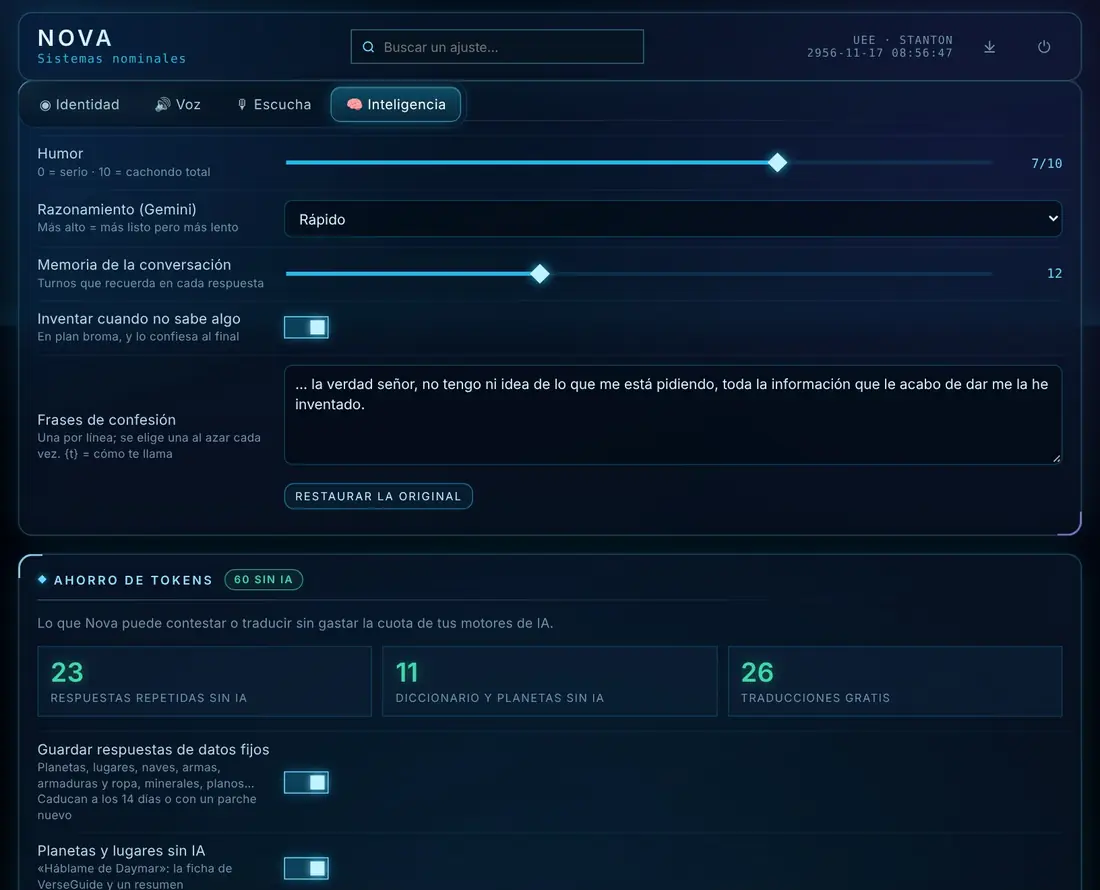 NOVA
Sistemas nominales
Buscar un ajuste...
UEE · STANTON
2956-11-17 08:56:47
Identidad
Voz
Escucha
Inteligencia
Humor
0 = serio · 10 = cachondo total
7/10
Razonamiento (Gemini)
Más alto = más listo pero más lento
Rápido
Memoria de la conversación
Turnos que recuerda en cada respuesta
12
Inventar cuando no sabe algo
En plan broma, y lo confiesa al final
Frases de confesión
Una por línea; se elige una al azar cada
vez. {t} = cómo te llama
... la verdad señor, no tengo ni idea de lo que me está pidiendo, toda la información que le acabo de dar me la he
inventado.
RESTAURAR LA ORIGINAL
AHORRO DE TOKENS
60 SIN IA
Lo que Nova puede contestar o traducir sin gastar la cuota de tus motores de IA.
23
RESPUESTAS REPETIDAS SIN IA
11
DICCIONARIO Y PLANETAS SIN IA
26
TRADUCCIONES GRATIS
Guardar respuestas de datos fijos
Planetas, lugares, naves, armas,
armaduras y ropa, minerales, planos...
Caducan a los 14 días o con un parche
nuevo
Planetas y lugares sin IA
«Háblame de Daymar»: la ficha de
VerseGuide y un resumen